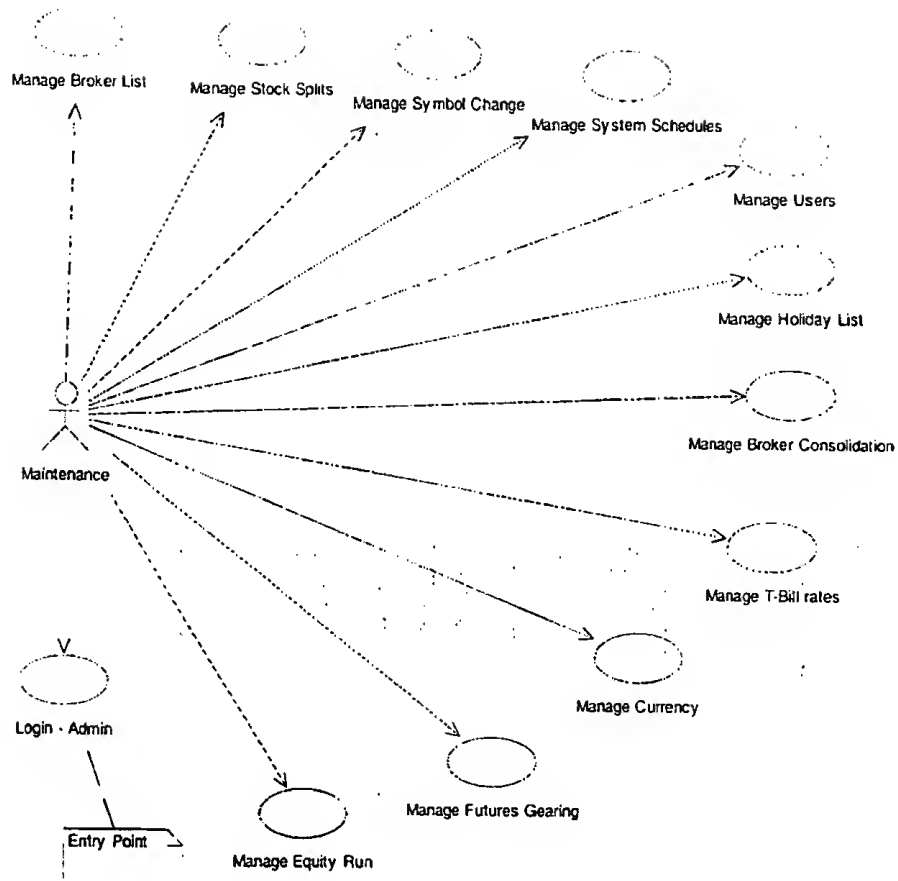 Manage Broker List
Manage Stock Splits
Manage Symbol Change
Manage System Schedules
Manage Users
Manage Holiday List
Manage Broker Consolidation
Maintenance
Manage T-Bill rates
Manage Currency
Login - Admin
Manage Futures Gearing
Entry Point
Manage Equity Run